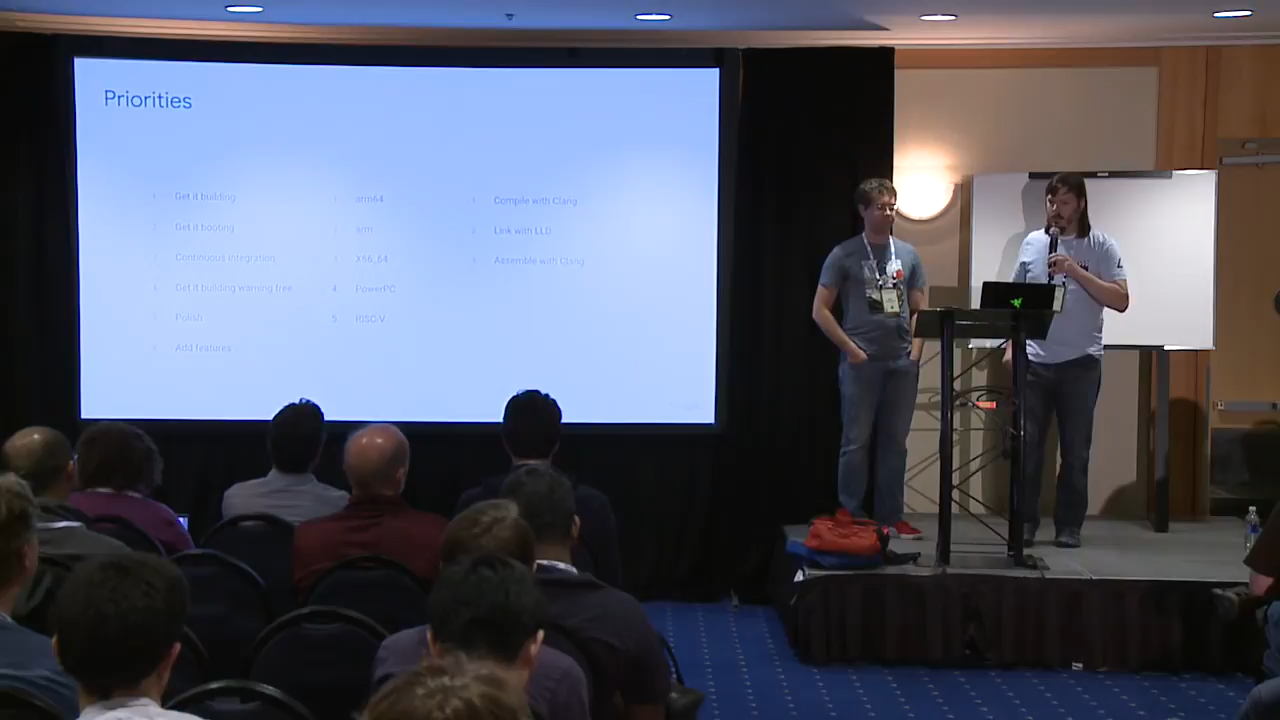 Priorities
1. Get it building
2. Get it booting
3. Continuous integration
4. Get it building warning free
5. Polish
6. Add features
1. arm64
2. arm
3. X86_64
4. PowerPC
5. RISC-V
1. Compile with Clang
2. Link with LLD
3. Assemble with Clang